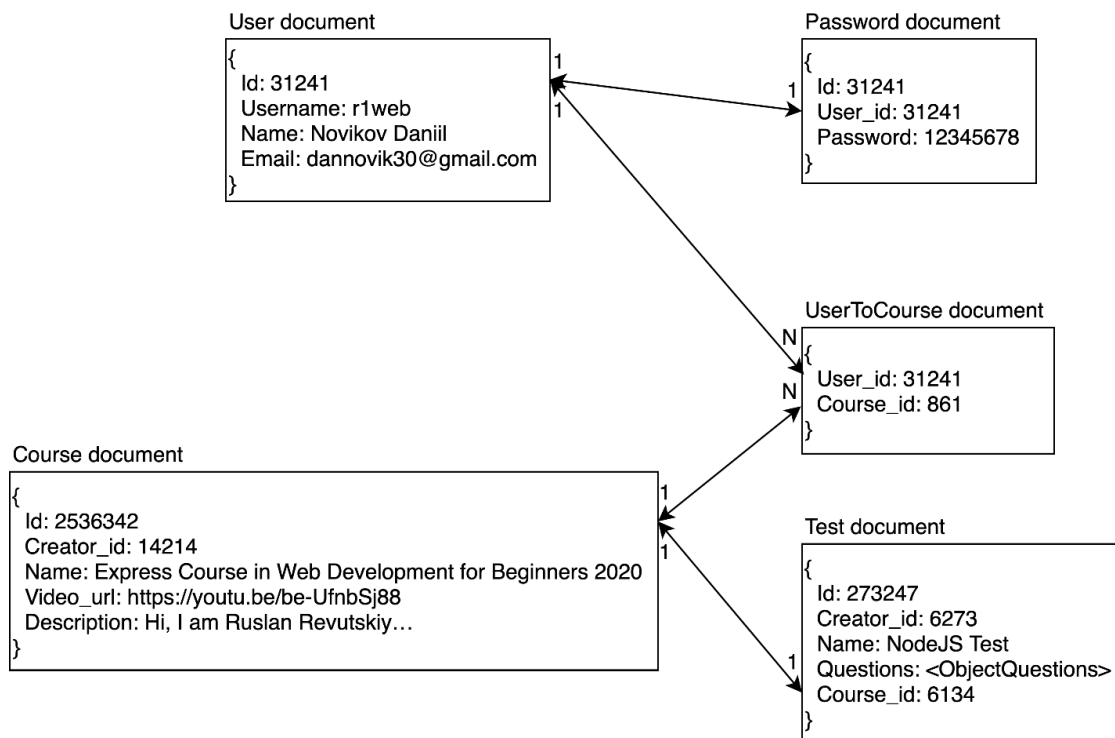 User document
{
Id: 31241
Username: r1web
Name: Novikov Daniil
Email: dannovik30@gmail.com
}
1
1
Password document
1
{
Id: 31241
User_id: 31241
Password: 12345678
}
UserToCourse document
N
N
{
User_id: 31241
Course_id: 861
}
Course document
{
Id: 2536342
Creator_id: 14214
Name: Express Course in Web Development for Beginners 2020
Video_url: https://youtu.be/be-UfnbSj88
Description: Hi, I am Ruslan Revutskiy…
}
1
1
Test document
1
{
Id: 273247
Creator_id: 6273
Name: NodeJS Test
Questions: <ObjectQuestions>
Course_id: 6134
}